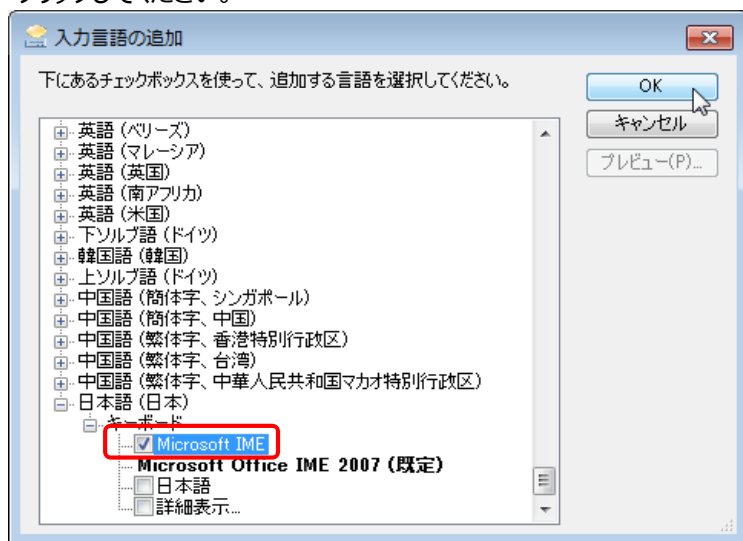 クリックしてください。
入力言語の追加
下にあるチェックボックスを使って、追加する言語を選択してください。
OK
キャンセル
プレビュー(P)...
英語 (ベリーズ)
英語 (マレーシア)
英語 (英国)
英語 (南アフリカ)
英語 (米国)
下ソルブ語 (ドイツ)
韓国語 (韓国)
上ソルブ語 (ドイツ)
中国語 (簡体字、シンガポール)
中国語 (簡体字、中国)
中国語 (繁体字、香港特別行政区)
中国語 (繁体字、台湾)
中国語 (繁体字、中華人民共和国マカオ特別行政区)
日本語 (日本)
キーボード
Microsoft IME
Microsoft Office IME 2007 (既定)
日本語
詳細表示...